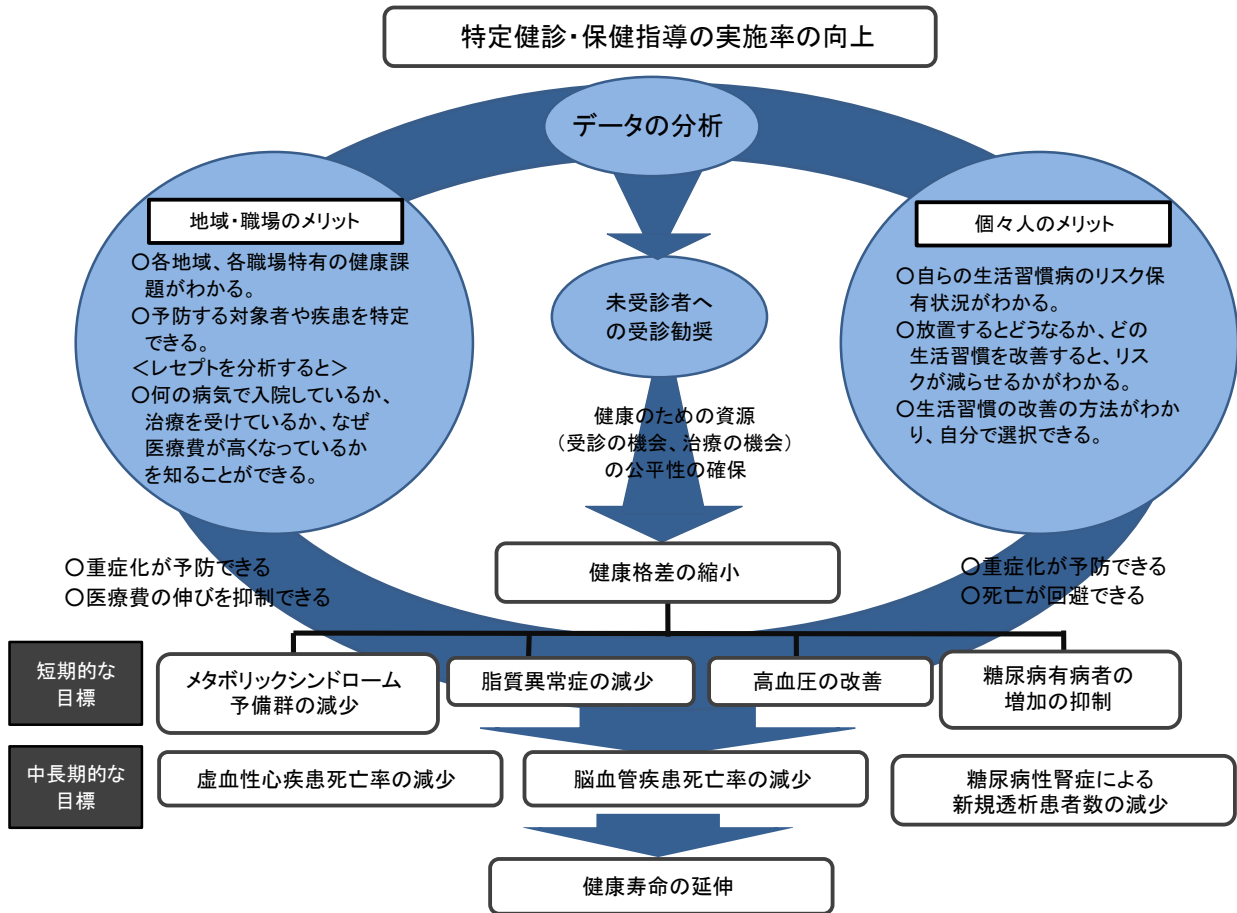 特定健診・保健指導の実施率の向上
データの分析
地域・職場のメリット
○各地域、各職場特有の健康課
題がわかる。
○予防する対象者や疾患を特定
できる。
＜レセプトを分析すると＞
○何の病気で入院しているか、
治療を受けているか、なぜ
医療費が高くなっているか
を知ることができる。
未受診者へ
の受診勧奨
個々人のメリット
○自らの生活習慣病のリスク保
有状況がわかる。
○放置するとどうなるか、どの
生活習慣を改善すると、リス
クが減らせるかがわかる。
○生活習慣の改善の方法がわか
り、自分で選択できる。
健康のための資源
（受診の機会、治療の機会）
の公平性の確保
○重症化が予防できる
○医療費の伸びを抑制できる
健康格差の縮小
○重症化が予防できる
○死亡が回避できる
短期的な
目標
メタボリックシンドローム
予備群の減少
脂質異常症の減少
高血圧の改善
糖尿病有病者の
増加の抑制
中長期的な
目標
虚血性心疾患死亡率の減少
脳血管疾患死亡率の減少
糖尿病性腎症による
新規透析患者数の減少
健康寿命の延伸